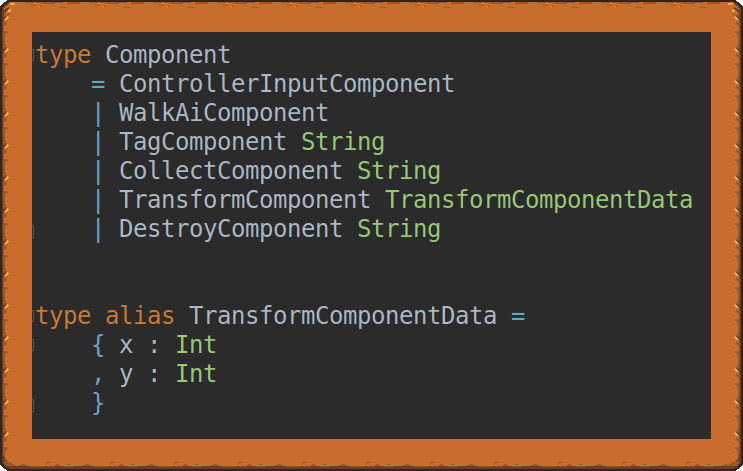 type Component
    = ControllerInputComponent
    | WalkAiComponent
    | TagComponent String
    | CollectComponent String
    | TransformComponent TransformComponentData
    | DestroyComponent String
type alias TransformComponentData =
    { x : Int
    , y : Int
    }